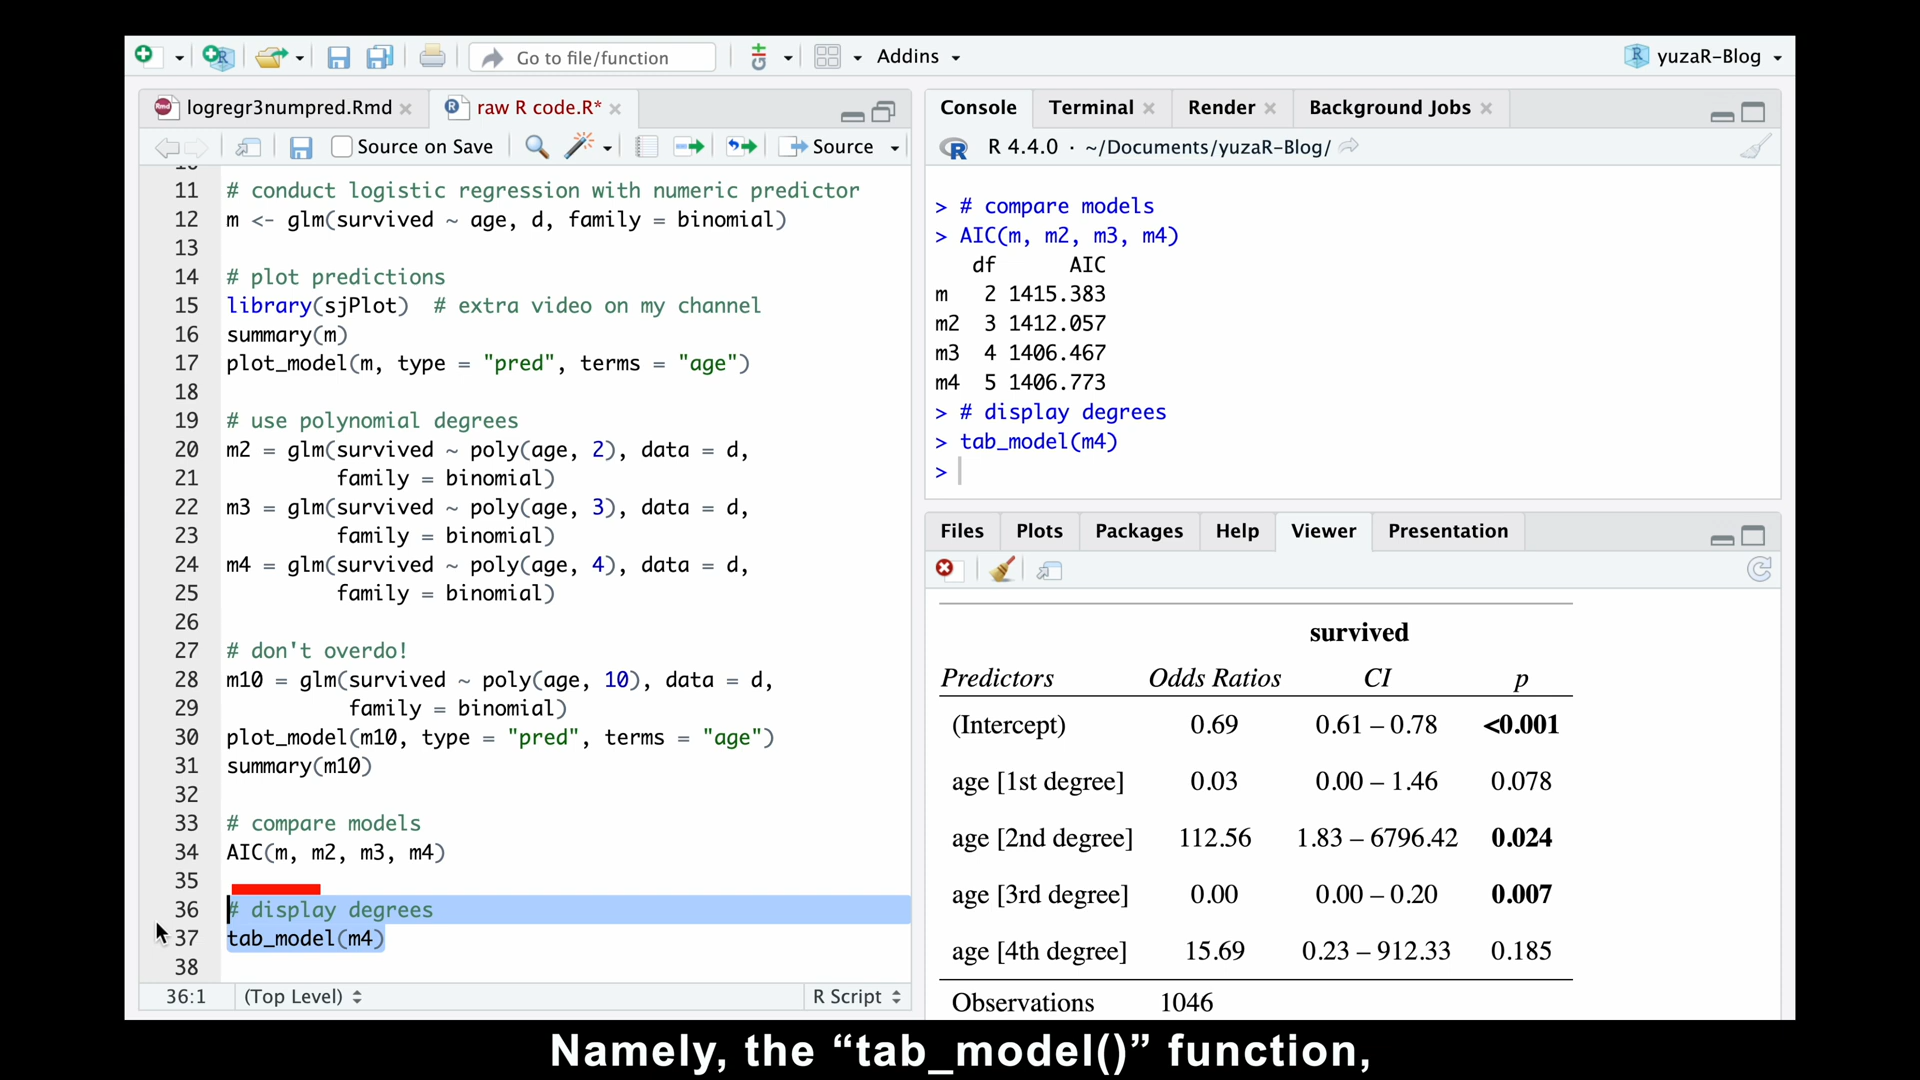 Go to file/function
Addins
yuzaR-Blog
logregr3numpred.Rmd
raw R code.R*
Source on Save
Source
11 # conduct logistic regression with numeric predictor
12 m <- glm(survived ~ age, d, family = binomial)
13
14 # plot predictions
15 library(sjPlot)  # extra video on my channel
16 summary(m)
17 plot_model(m, type = "pred", terms = "age")
18
19 # use polynomial degrees
20 m2 = glm(survived ~ poly(age, 2), data = d,
21          family = binomial)
22 m3 = glm(survived ~ poly(age, 3), data = d,
23          family = binomial)
24 m4 = glm(survived ~ poly(age, 4), data = d,
25          family = binomial)
26
27 # don't overdo!
28 m10 = glm(survived ~ poly(age, 10), data = d,
29           family = binomial)
30 plot_model(m10, type = "pred", terms = "age")
31 summary(m10)
32
33 # compare models
34 AIC(m, m2, m3, m4)
35
36 # display degrees
37 tab_model(m4)
38
36:1 (Top Level) R Script
Console Terminal Render Background Jobs
R 4.4.0 · ~/Documents/yuzaR-Blog/
> # compare models
> AIC(m, m2, m3, m4)
   df      AIC
m   2 1415.383
m2  3 1412.057
m3  4 1406.467
m4  5 1406.773
> # display degrees
> tab_model(m4)
>
Files Plots Packages Help Viewer Presentation
survived
Predictors Odds Ratios CI p
(Intercept) 0.69 0.61 – 0.78 <0.001
age [1st degree] 0.03 0.00 – 1.46 0.078
age [2nd degree] 112.56 1.83 – 6796.42 0.024
age [3rd degree] 0.00 0.00 – 0.20 0.007
age [4th degree] 15.69 0.23 – 912.33 0.185
Observations 1046
Namely, the “tab_model()” function,